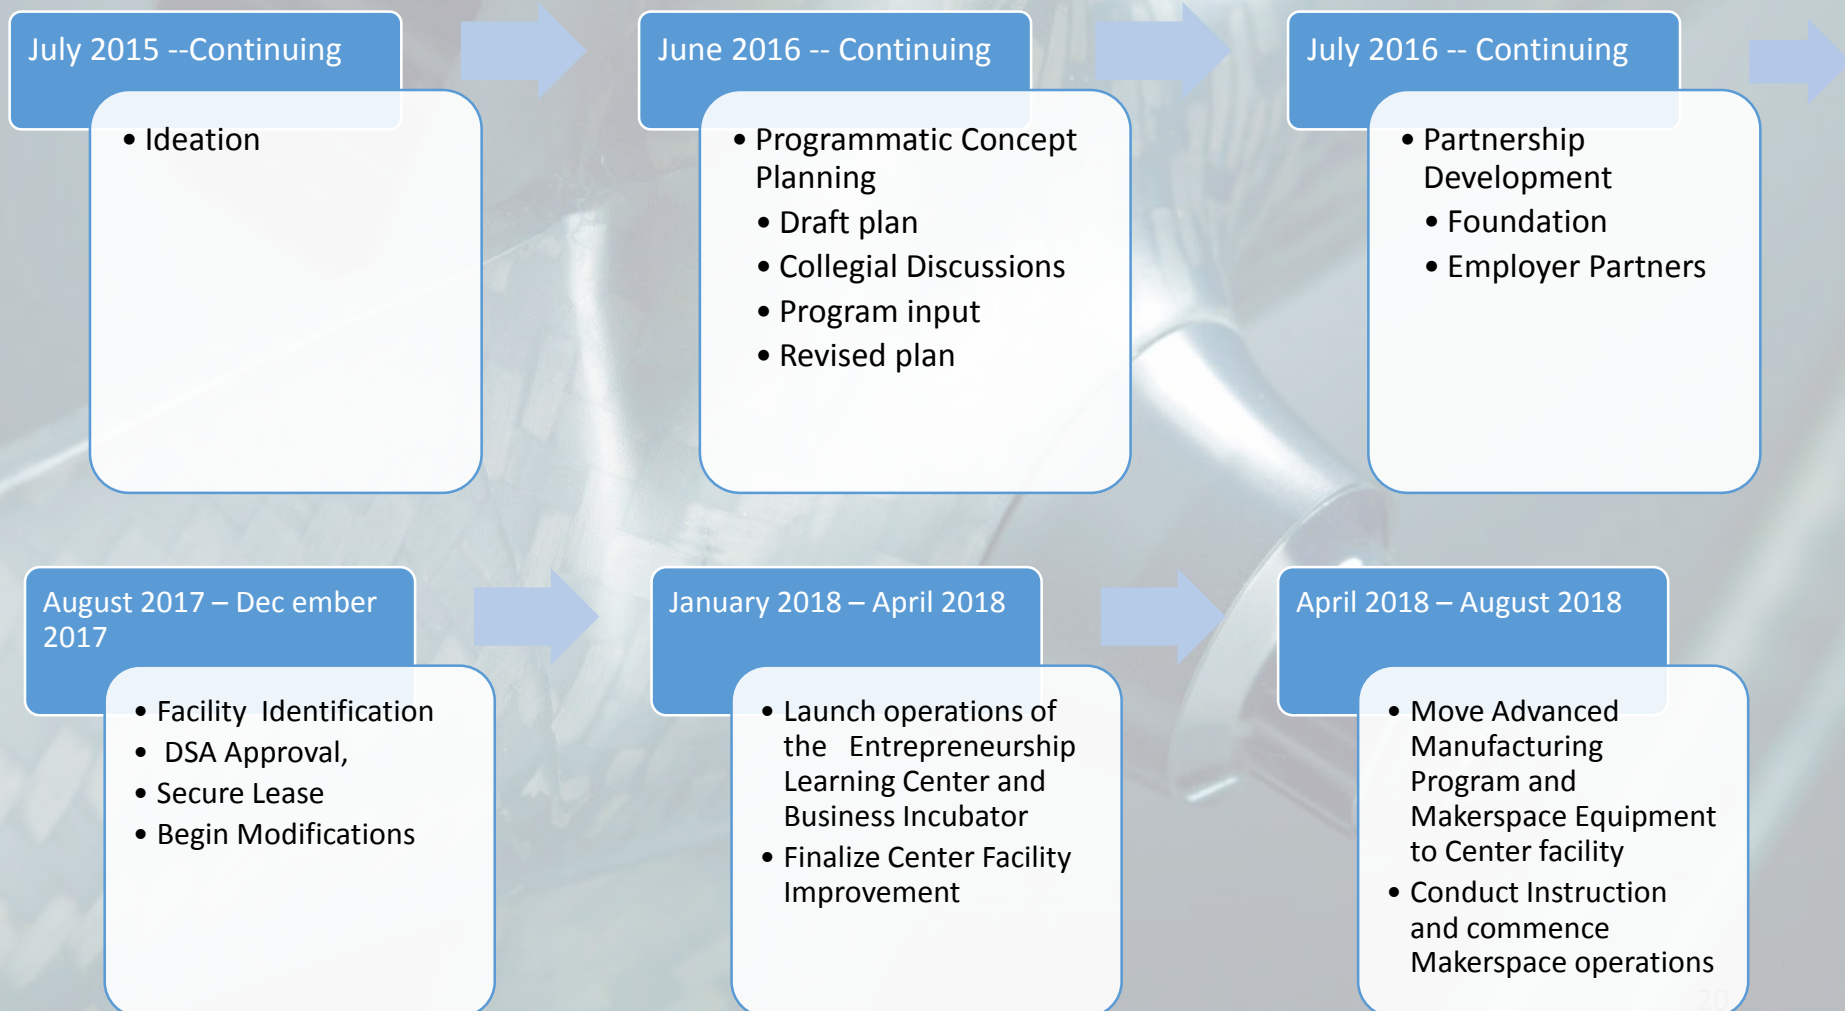 July 2015 --Continuing
• Ideation
June 2016 -- Continuing
• Programmatic Concept
Planning
• Draft plan
• Collegial Discussions
• Program input
• Revised plan
July 2016 -- Continuing
• Partnership
Development
• Foundation
• Employer Partners
August 2017 – Dec ember
2017
• Facility  Identification
•  DSA Approval,
• Secure Lease
• Begin Modifications
January 2018 – April 2018
• Launch operations of
the   Entrepreneurship
Learning Center and
Business Incubator
• Finalize Center Facility
Improvement
April 2018 – August 2018
• Move Advanced
Manufacturing
Program and
Makerspace Equipment
to Center facility
• Conduct Instruction
and commence
Makerspace operations
20